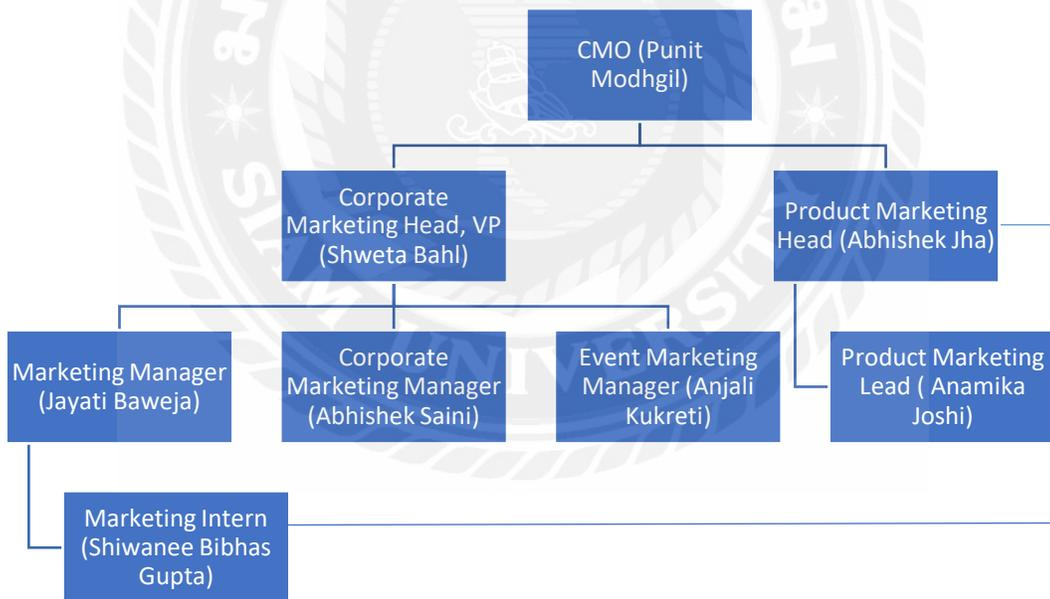 CMO (Punit
Modhgil)
Corporate
Marketing Head, VP
(Shweta Bahl)
Product Marketing
Head (Abhishek Jha)
Marketing Manager
(Jayati Baweja)
Corporate
Marketing Manager
(Abhishek Saini)
Event Marketing
Manager (Anjali
Kukreti)
Product Marketing
Lead ( Anamika
Joshi)
Marketing Intern
(Shiwanee Bibhas
Gupta)
SIAM UNIVERSITY